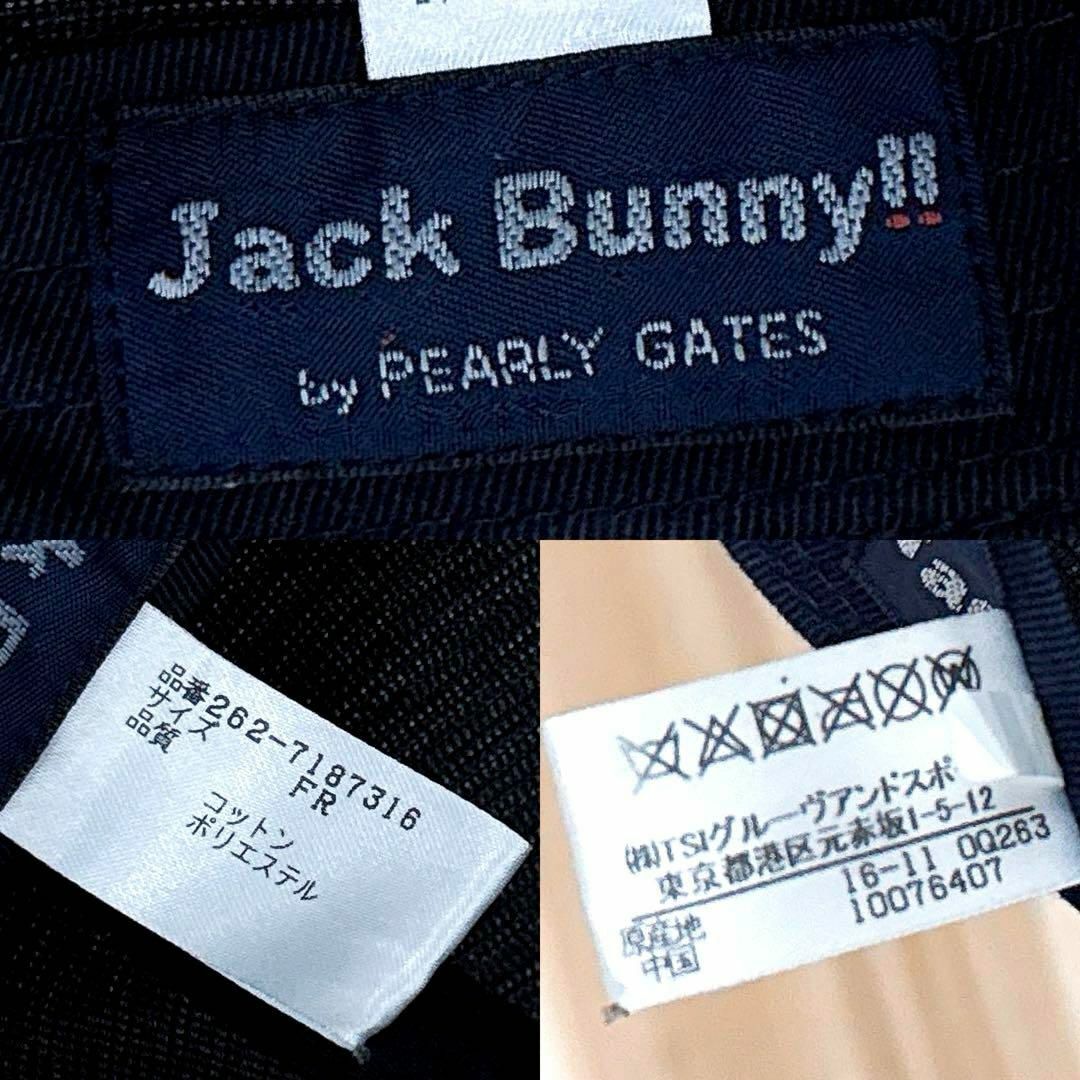 Jack Bunny!!
by PEARLY GATES
品番262-7187316
サイズ FR
品質
コットン
ポリエステル
(株)TSIグルーヴアンドスポ
東京都港区元赤坂1-5-12
16-11 0Q263
10076407
原産地
中国